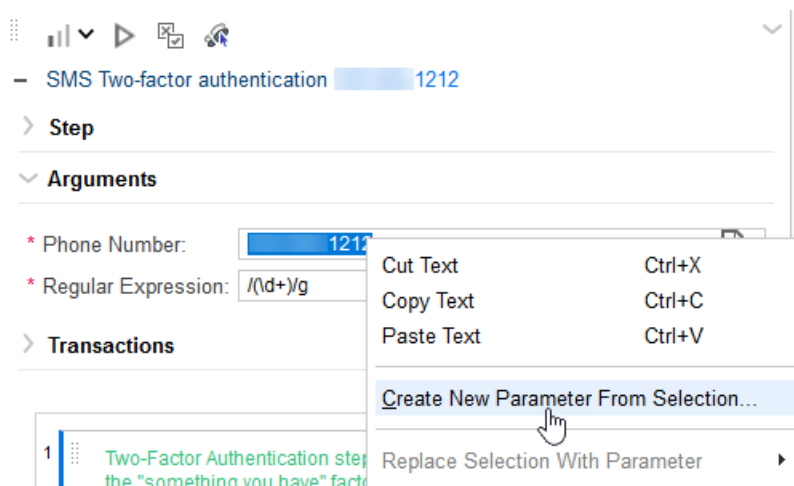 SMS Two-factor authentication 1212
Step
Arguments
* Phone Number: 1212
* Regular Expression: /(\d+)/g
Transactions
Cut Text Ctrl+X
Copy Text Ctrl+C
Paste Text Ctrl+V
Create New Parameter From Selection...
Replace Selection With Parameter
1
Two-Factor Authentication step
the "something you have" facto